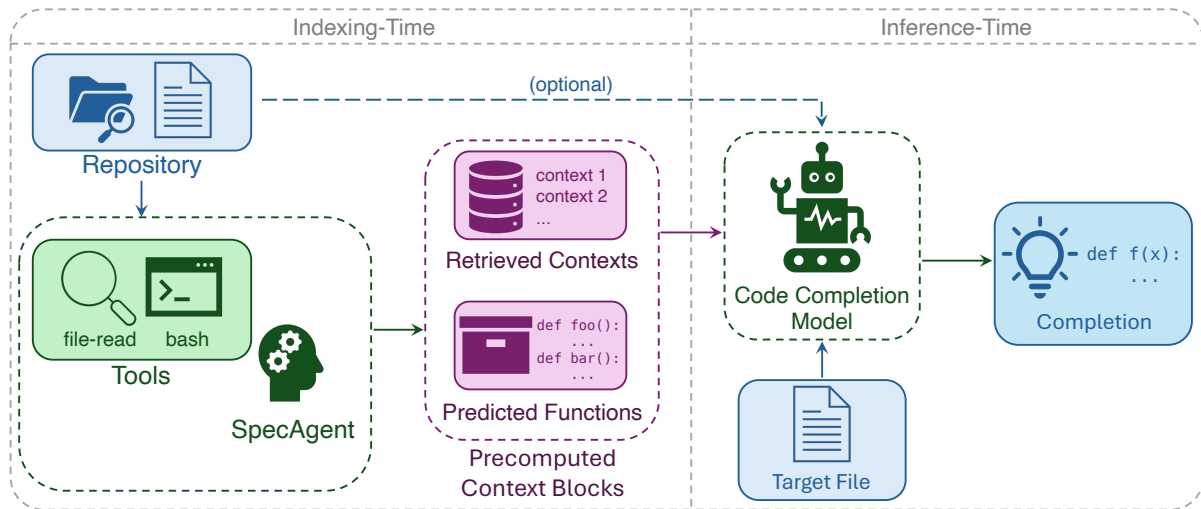 Indexing-Time
Inference-Time
(optional)
Repository
file-read
bash
Tools
SpecAgent
context 1
context 2
...
Retrieved Contexts
def foo():
...
def bar():
...
Predicted Functions
Precomputed
Context Blocks
Code Completion
Model
Target File
def f(x):
...
Completion